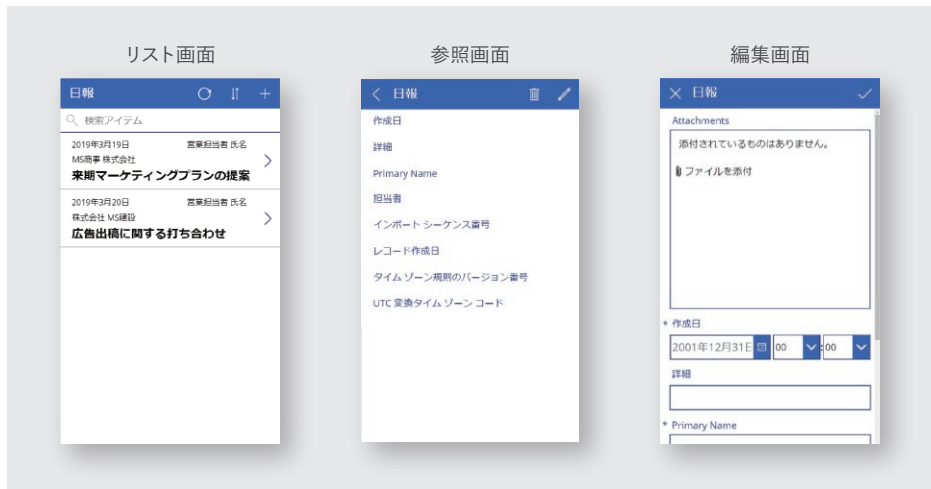 リスト画面
日報
検索アイテム
2019年3月19日 営業担当者 氏名
MS商事 株式会社
来期マーケティングプランの提案
2019年3月20日 営業担当者 氏名
株式会社 MS建設
広告出稿に関する打ち合わせ
参照画面
日報
作成日
詳細
Primary Name
担当者
インポート シーケンス番号
レコード作成日
タイム ゾーン規則のバージョン番号
UTC 変換タイム ゾーン コード
編集画面
日報
Attachments
添付されているものはありません。
ファイルを添付
* 作成日
2001年12月31日 00 : 00
詳細
* Primary Name